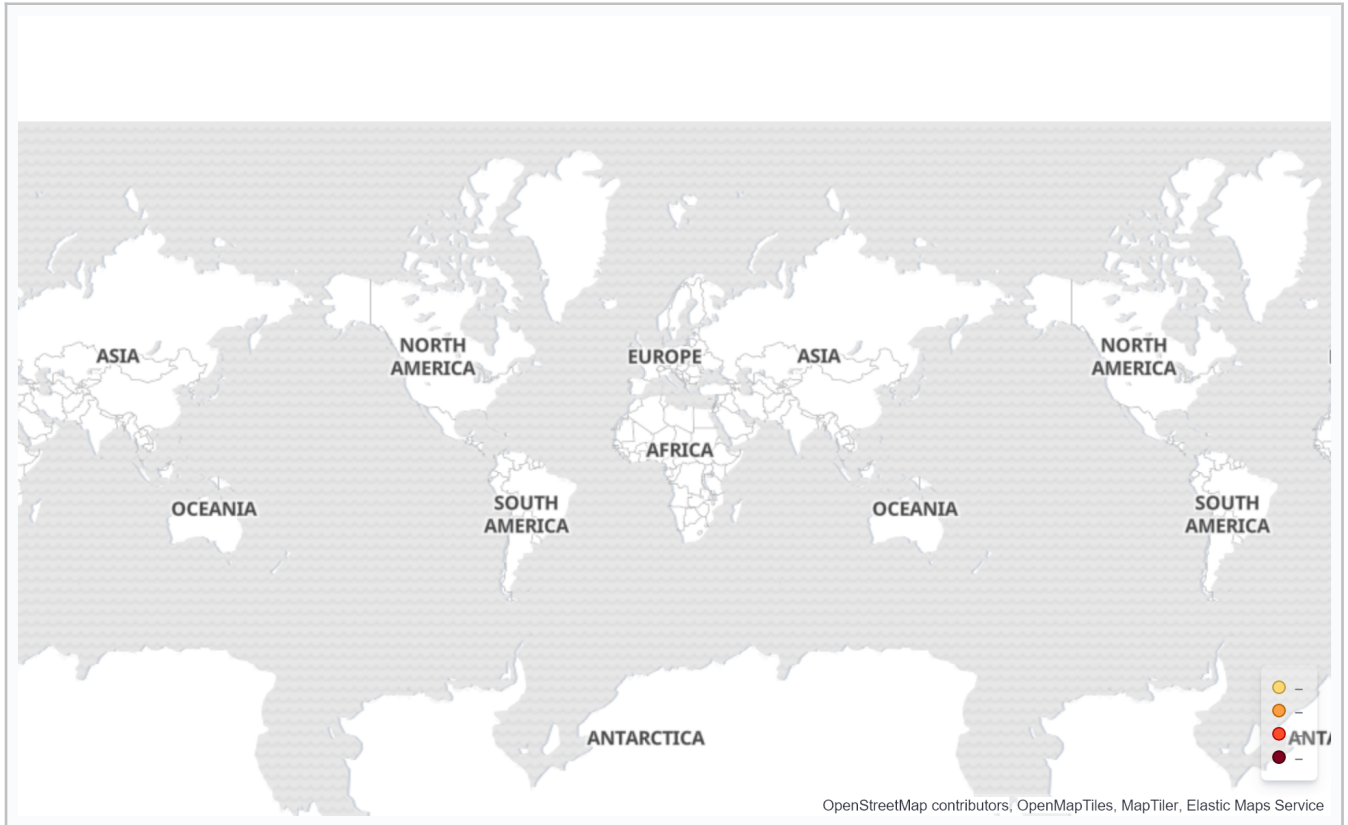 NORTH
AMERICA
NORTH
AMERICA
ASIA
EUROPE
ASIA
AFRICA
OCEANIA
SOUTH
AMERICA
OCEANIA
SOUTH
AMERICA
–
–
–
–
ANTARCTICA
ANTA
OpenStreetMap contributors, OpenMapTiles, MapTiler, Elastic Maps Service